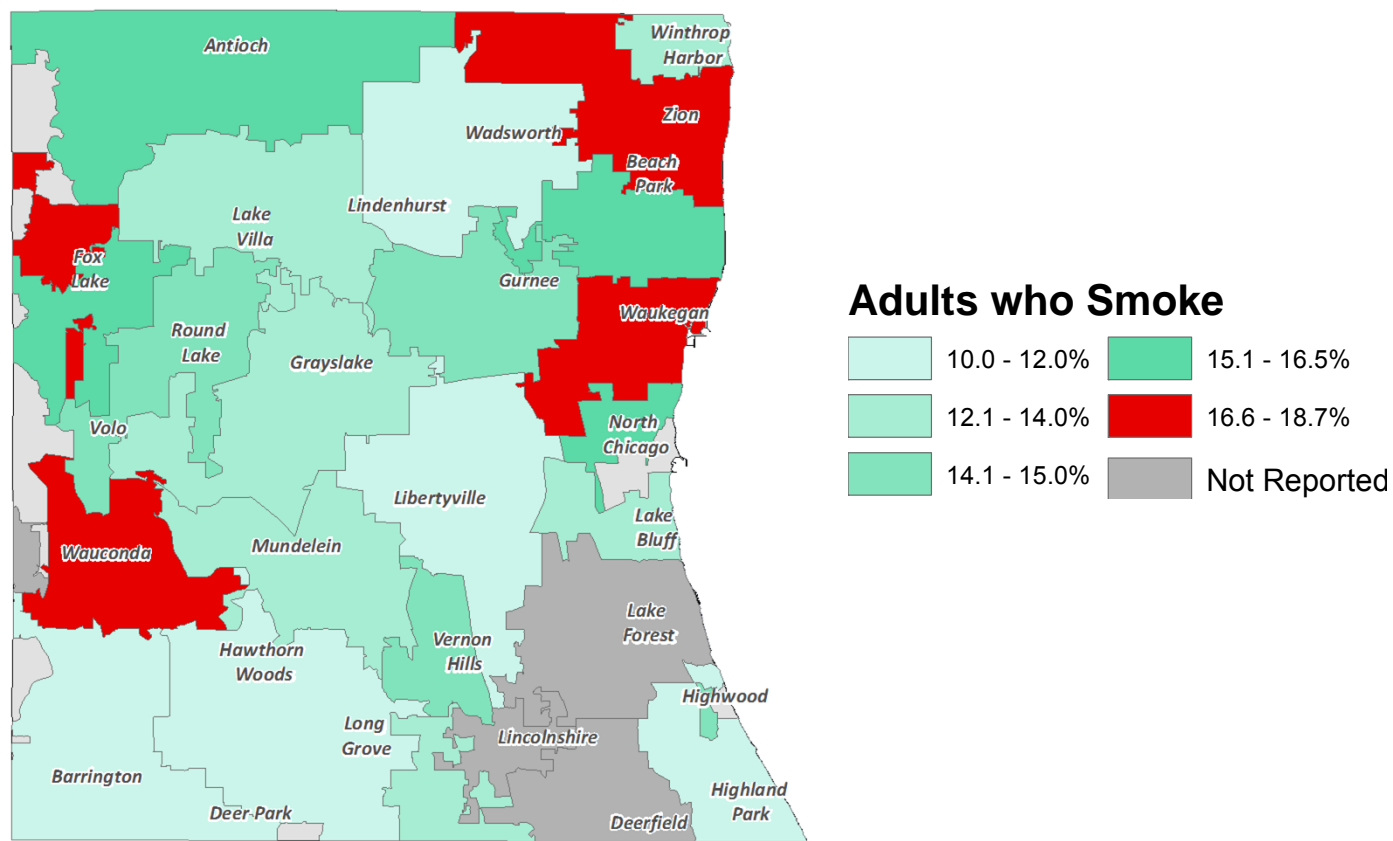 Antioch
Winthrop
Harbor
Zion
Wadsworth
Beach
Park
Lindenhurst
Lake
Villa
Fox
Lake
Gurnee
Waukegan
Round
Lake
Grayslake
Volo
North
Chicago
Libertyville
Lake
Bluff
Wauconda
Mundelein
Lake
Forest
Hawthorn
Woods
Vernon
Hills
Highwood
Long
Grove
Lincolnshire
Barrington
Deer Park
Highland
Park
Deerfield
Adults who Smoke
10.0 - 12.0%
12.1 - 14.0%
14.1 - 15.0%
15.1 - 16.5%
16.6 - 18.7%
Not Reported